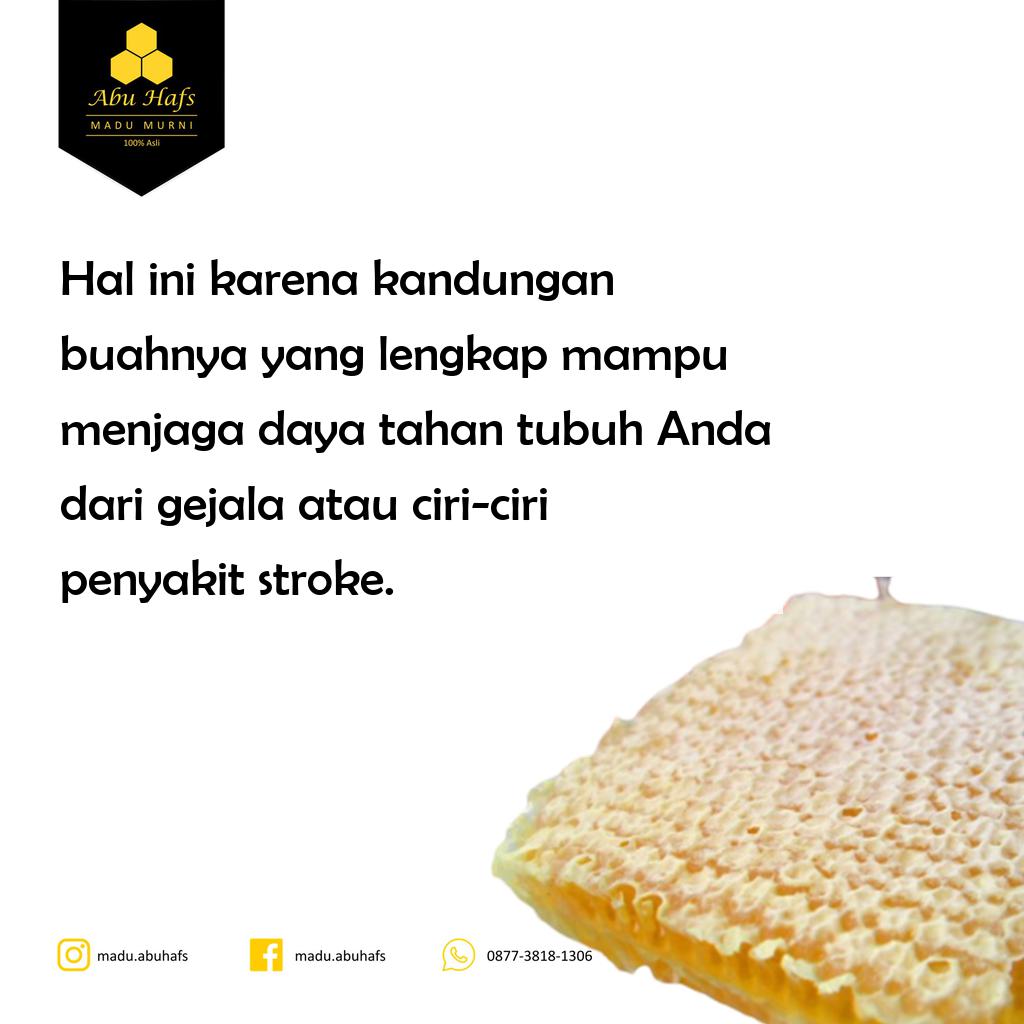 Abu Hafs
MADU MURNI
100% Asli
Hal ini karena kandungan
buahnya yang lengkap mampu
menjaga daya tahan tubuh Anda
dari gejala atau ciri-ciri
penyakit stroke.
madu.abuhafs
madu.abuhafs
0877-3818-1306